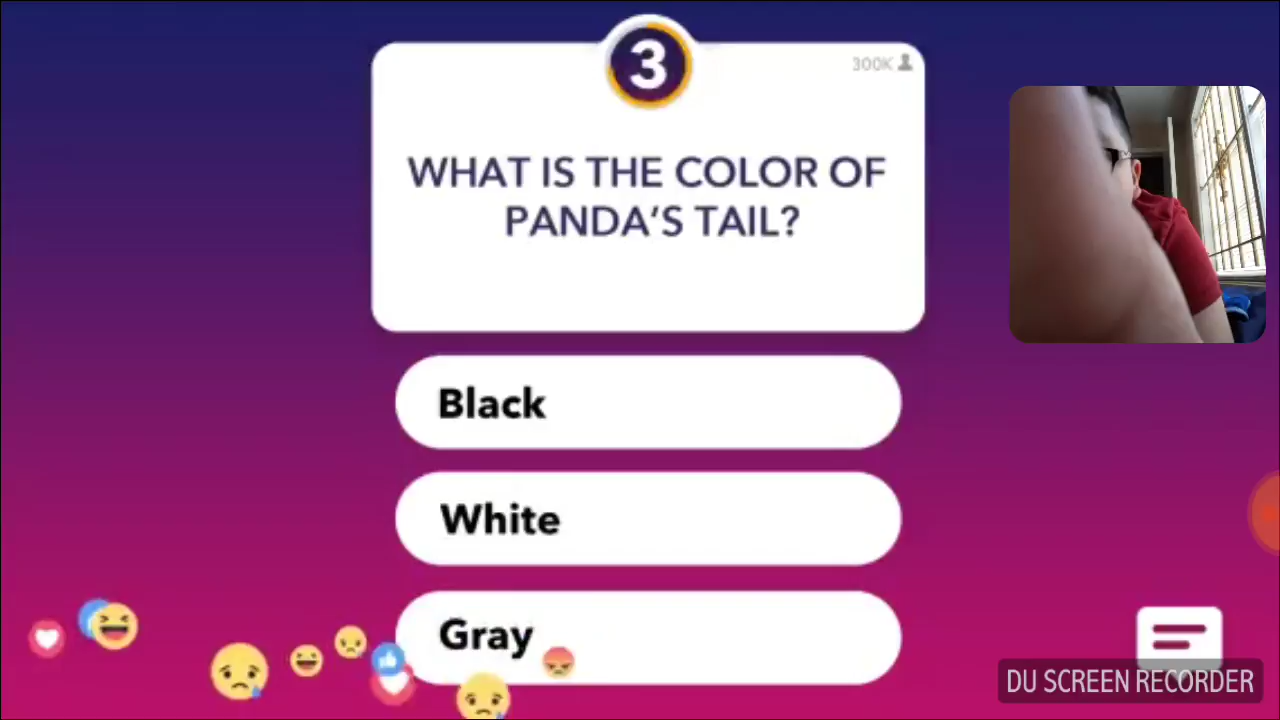 3
300K
WHAT IS THE COLOR OF
PANDA'S TAIL?
Black
White
Gray
DU SCREEN RECORDER